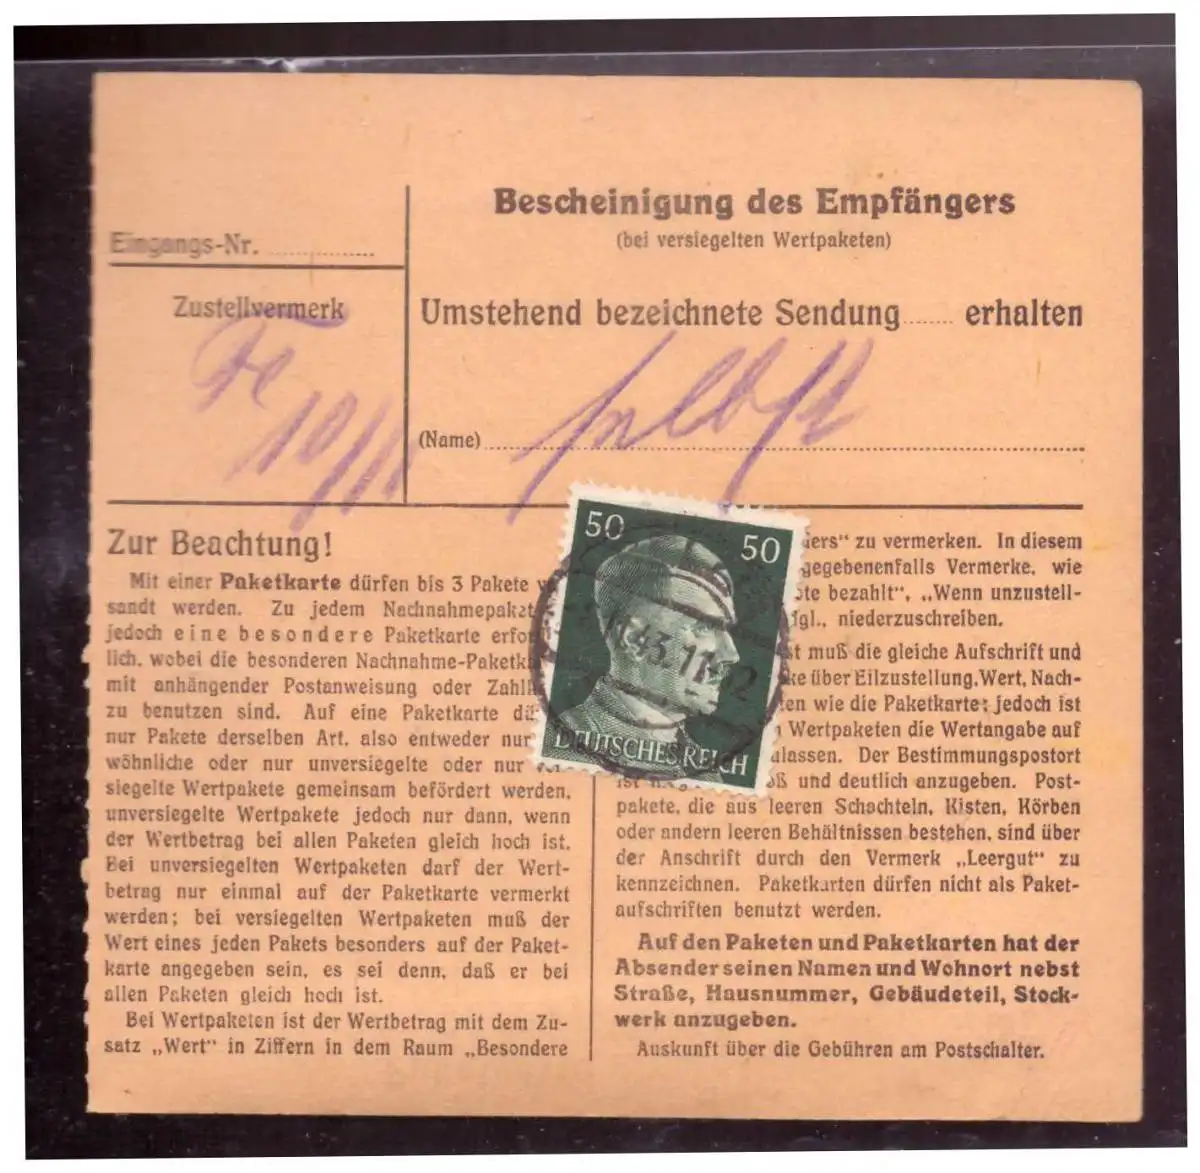 Bescheinigung des Empfängers
(bei versiegelten Wertpaketen)
Eingangs-Nr.
Zustellvermerk
Umstehend bezeichnete Sendung erhalten
10/11
(Name)
50
50
43.11
DEUTSCHES REICH
Zur Beachtung!
Mit einer Paketkarte dürfen bis 3 Pakete
sandt werden. Zu jedem Nachnahmepaket
jedoch eine besondere Paketkarte erfor
lich, wobei die besonderen Nachnahme-Paketka
mit anhängender Postanweisung oder Zahlk
zu benutzen sind. Auf eine Paketkarte dü
nur Pakete derselben Art, also entweder nur
wöhnliche oder nur unversiegelte oder nur ver-
siegelte Wertpakete gemeinsam befördert werden,
unversiegelte Wertpakete jedoch nur dann, wenn
der Wertbetrag bei allen Paketen gleich hoch ist.
Bei unversiegelten Wertpaketen darf der Wert-
betrag nur einmal auf der Paketkarte vermerkt
werden; bei versiegelten Wertpaketen muß der
Wert eines jeden Pakets besonders auf der Paket-
karte angegeben sein, es sei denn, daß er bei
allen Paketen gleich hoch ist.
Bei Wertpaketen ist der Wertbetrag mit dem Zu-
satz „Wert" in Ziffern in dem Raum „Besondere
ders" zu vermerken. In diesem
gegebenenfalls Vermerke, wie
bezahlt", „Wenn unzustell-
gl., niederzuschreiben.
muß die gleiche Aufschrift und
über Eilzustellung, Wert, Nach-
wie die Paketkarte; jedoch ist
Wertpaketen die Wertangabe auf
ulassen. Der Bestimmungspostort
und deutlich anzugeben. Post-
pakete, die aus leeren Schachteln, Kisten, Körben
oder andern leeren Behältnissen bestehen, sind über
der Anschrift durch den Vermerk „Leergut" zu
kennzeichnen. Paketkarten dürfen nicht als Paket-
aufschriften benutzt werden.
Auf den Paketen und Paketkarten hat der
Absender seinen Namen und Wohnort nebst
Straße, Hausnummer, Gebäudeteil, Stock-
werk anzugeben.
Auskunft über die Gebühren am Postschalter.